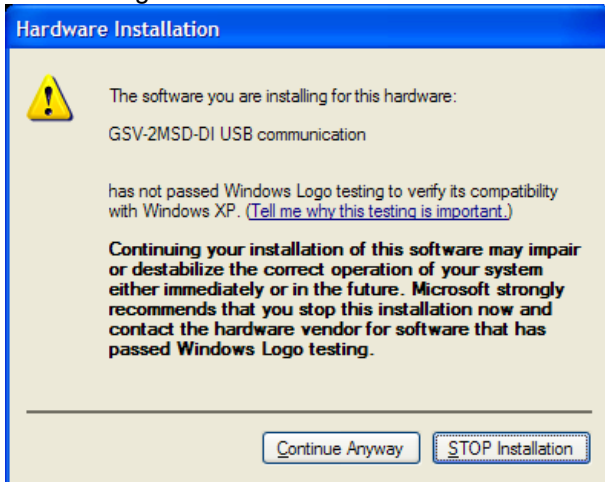 Hardware Installation
The software you are installing for this hardware:
GSV-2MSD-DI USB communication
has not passed Windows Logo testing to verify its compatibility
with Windows XP. (Tell me why this testing is important.)
Continuing your installation of this software may impair
or destabilize the correct operation of your system
either immediately or in the future. Microsoft strongly
recommends that you stop this installation now and
contact the hardware vendor for software that has
passed Windows Logo testing.
Continue Anyway
STOP Installation